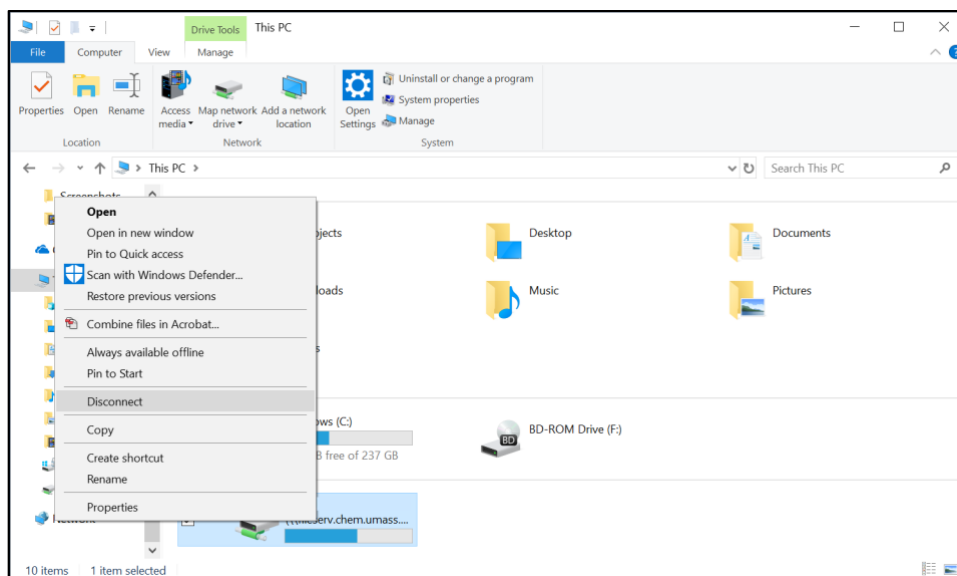 Drive Tools
This PC
File
Computer
View
Manage
Properties
Open
Rename
Access media
Map network drive
Add a network location
Open Settings
Uninstall or change a program
System properties
Manage
Location
Network
System
This PC
Search This PC
Screenshots
Open
Open in new window
Pin to Quick access
Scan with Windows Defender...
Restore previous versions
Combine files in Acrobat...
Always available offline
Pin to Start
Disconnect
Copy
Create shortcut
Rename
Properties
Desktop
Documents
Music
Pictures
(C:)
BD-ROM Drive (F:)
BD
free of 237 GB
Network
10 items
1 item selected